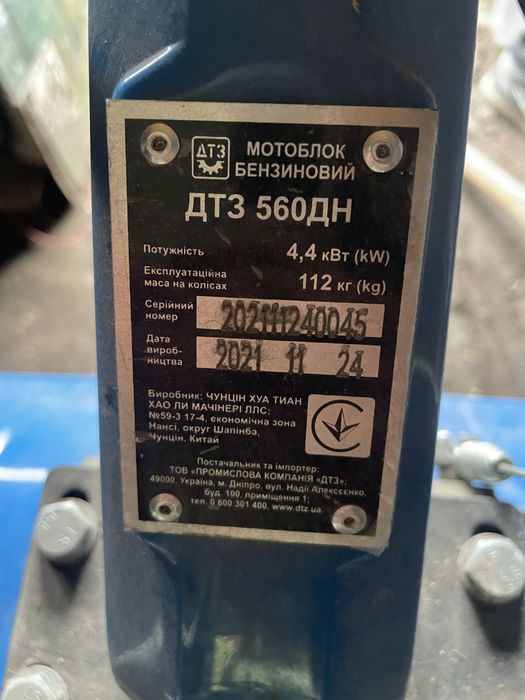 ДТЗ
МОТОБЛОК
БЕНЗИНОВИЙ
ДТЗ 560ДН
Потужність 4,4 кВт (kW)
Експлуатаційна
маса на колісах 112 кг (kg)
Серійний
номер 202111240045
Дата
вироб-
ництва 2021 11 24
Виробник: ЧУНЦІН ХУА ТИАН
ХАО ЛИ МАЧІНЕРІ ЛЛС;
№59-3 17-4, економічна зона
Нансі, округ Шапінба,
Чунцін, Китай
Постачальник та імпортер:
ТОВ «ПРОМИСЛОВА КОМПАНІЯ «ДТЗ»;
49000, Україна, м. Дніпро, вул. Надії Алексєєнко,
буд. 100, приміщення 1;
тел. 0 800 301 400, www.dtz.ua.